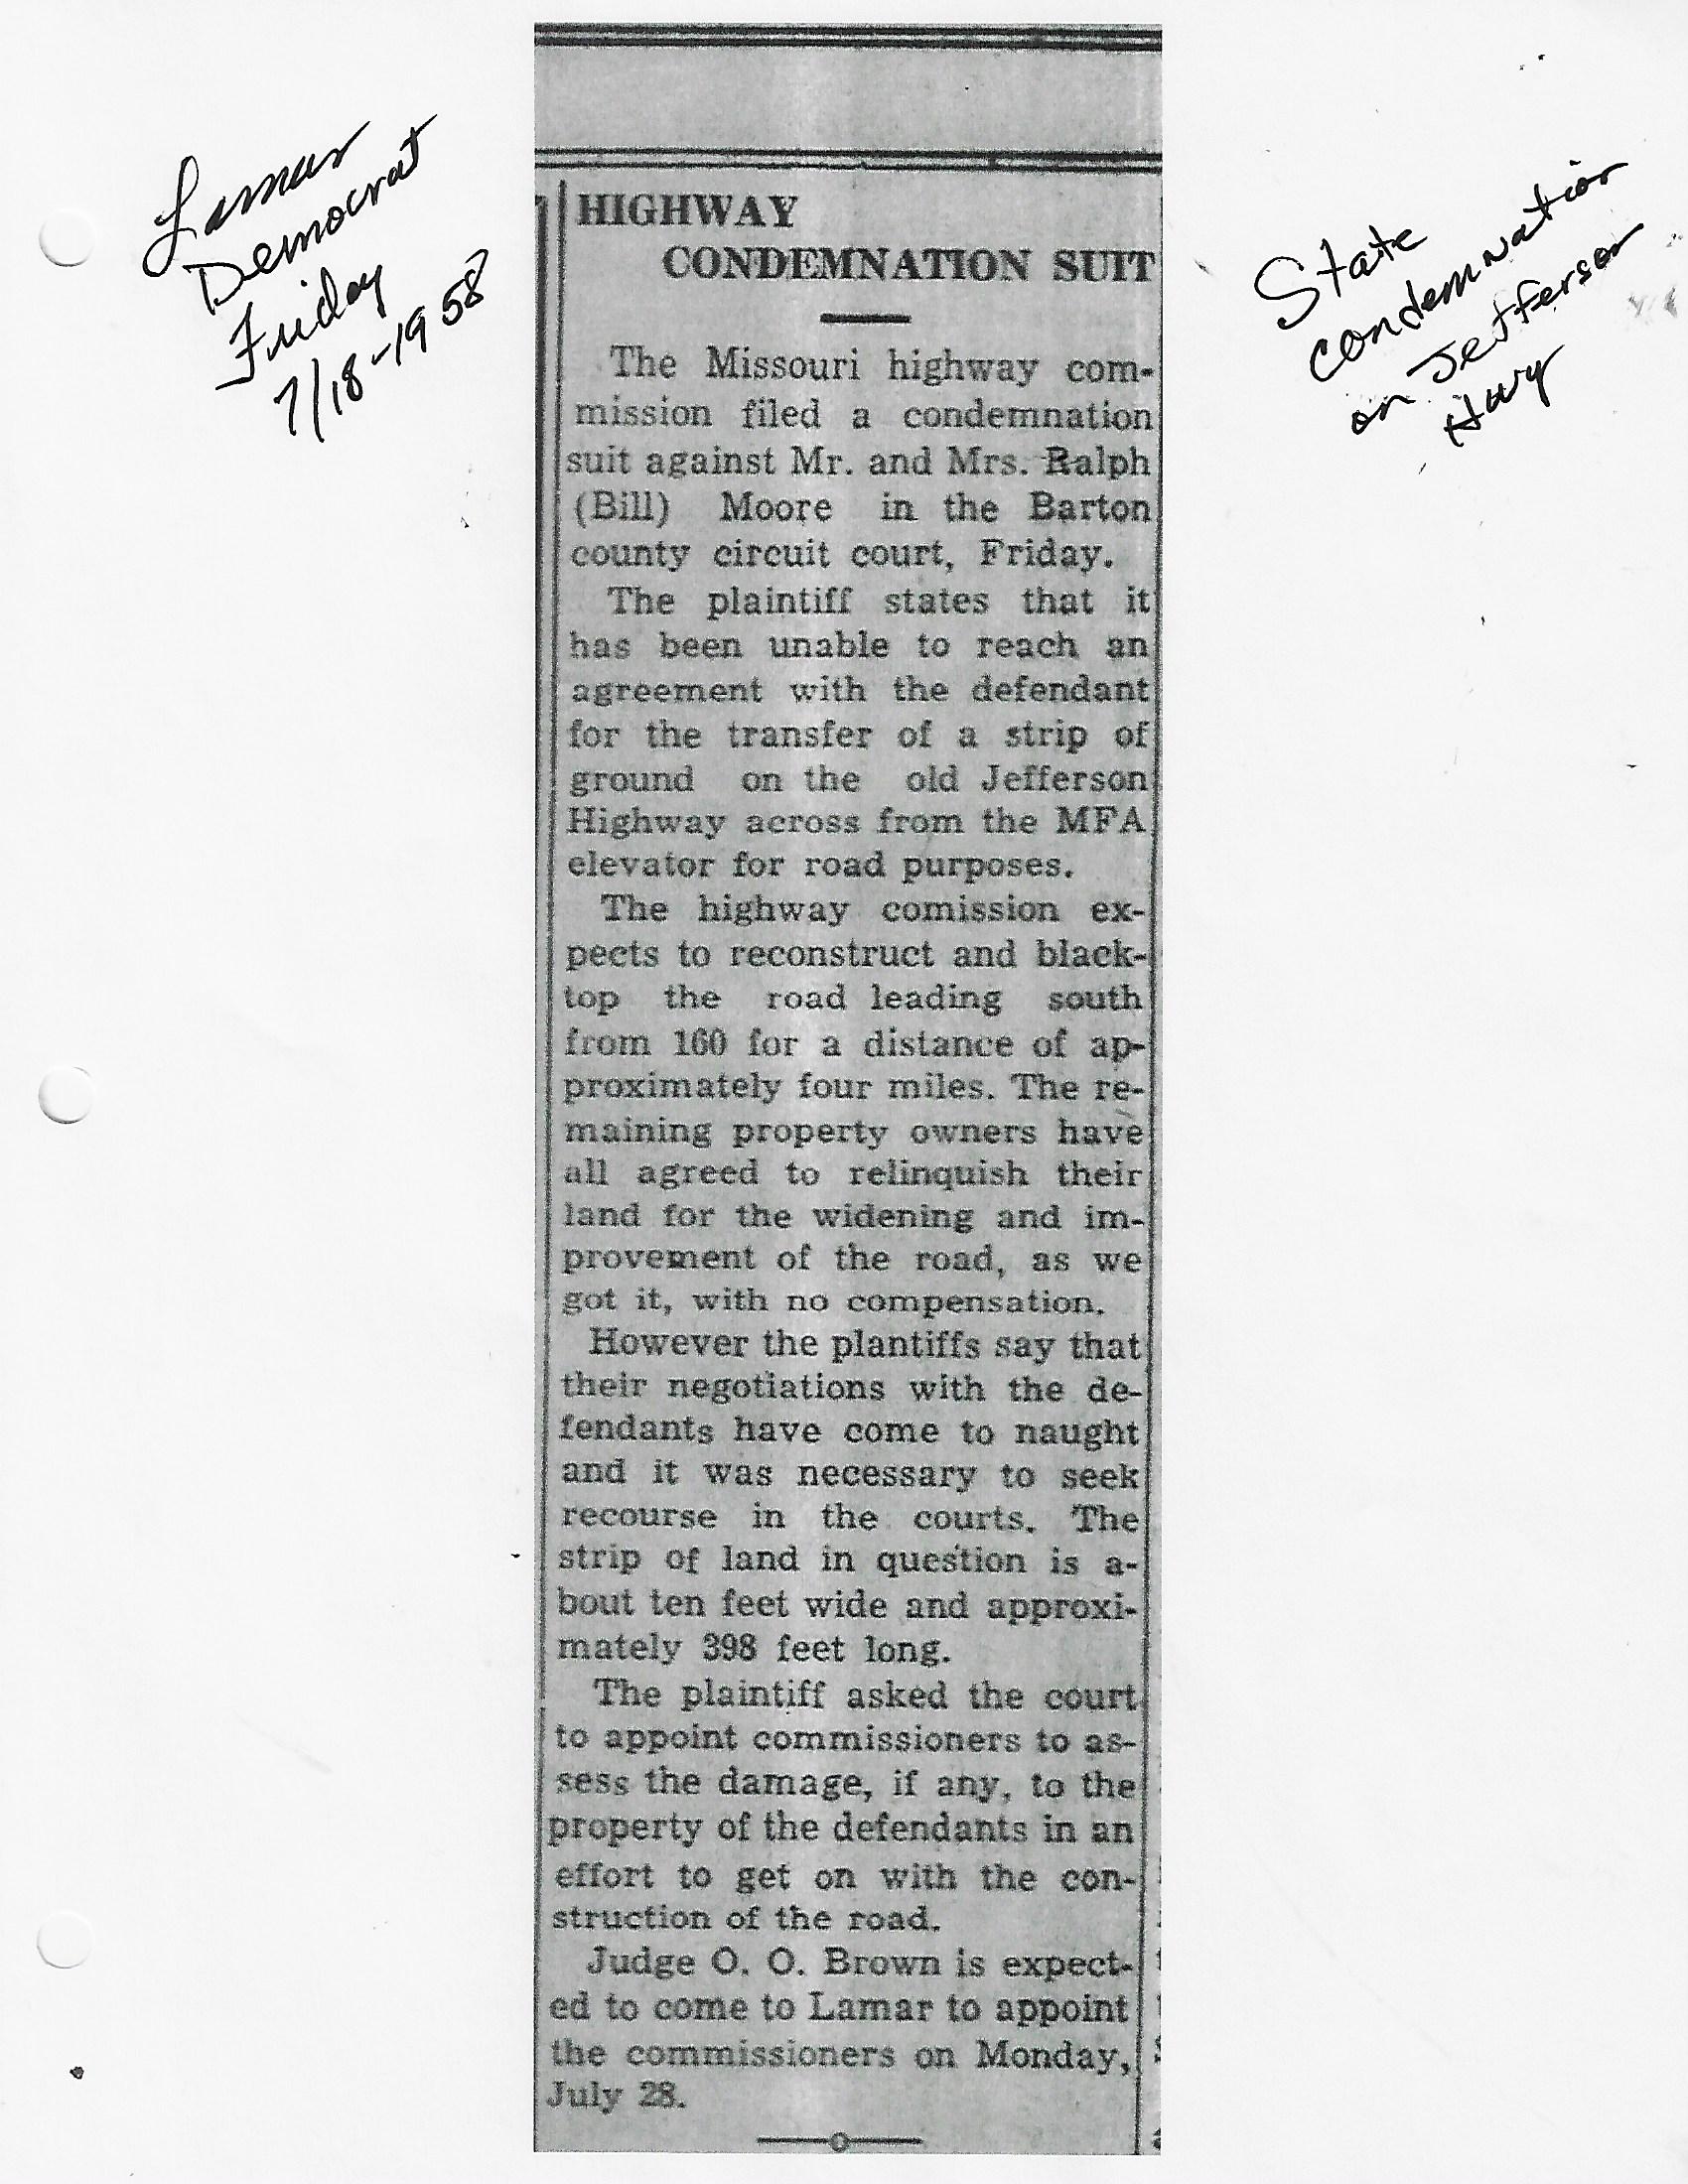 Lamar
Democrat
Friday
7/18-1958
State
condemnation
on Jefferson
Hwy
HIGHWAY
CONDEMNATION SUIT
The Missouri highway com-
mission filed a condemnation
suit against Mr. and Mrs. Ralph
(Bill) Moore in the Barton
county circuit court, Friday.
The plaintiff states that it
has been unable to reach an
agreement with the defendant
for the transfer of a strip of
ground on the old Jefferson
Highway across from the MFA
elevator for road purposes.
The highway comission ex-
pects to reconstruct and black-
top the road leading south
from 160 for a distance of ap-
proximately four miles. The re-
maining property owners have
all agreed to relinquish their
land for the widening and im-
provement of the road, as we
got it, with no compensation.
However the plantiffs say that
their negotiations with the de-
fendants have come to naught
and it was necessary to seek
recourse in the courts. The
strip of land in question is a-
bout ten feet wide and approxi-
mately 398 feet long.
The plaintiff asked the court
to appoint commissioners to as-
sess the damage, if any, to the
property of the defendants in an
effort to get on with the con-
struction of the road.
Judge O. O. Brown is expect-
ed to come to Lamar to appoint
the commissioners on Monday,
July 28.